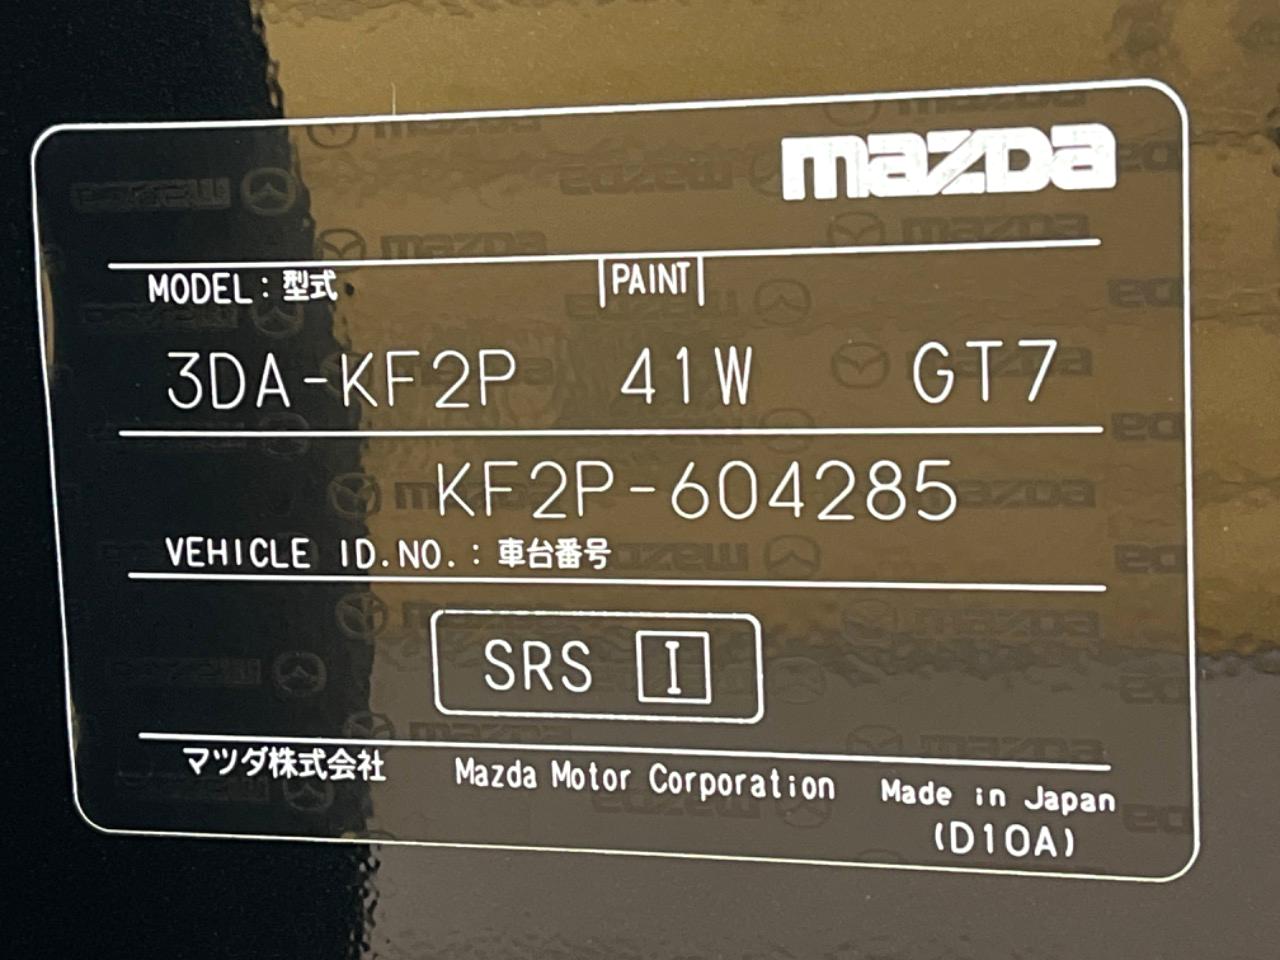 mazda
MODEL : 型式 PAINT
3DA-KF2P 41W GT7
KF2P-604285
VEHICLE ID.NO. : 車台番号
SRS I
マツダ株式会社 Mazda Motor Corporation Made in Japan
(D10A)